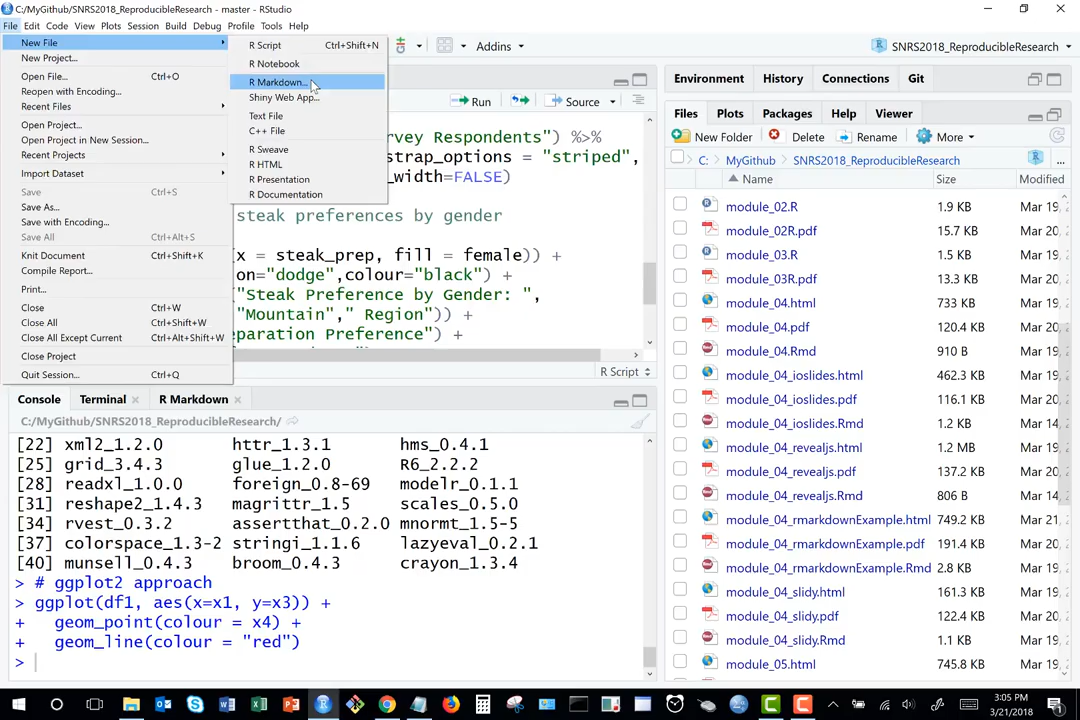 C:/MyGithub/SNRS2018_ReproducibleResearch - master - RStudio
File Edit Code View Plots Session Build Debug Profile Tools Help
Addins
SNRS2018_ReproducibleResearch
New File
New Project...
Open File... Ctrl+O
Reopen with Encoding...
Recent Files
Open Project...
Open Project in New Session...
Recent Projects
Import Dataset
Save Ctrl+S
Save As...
Save with Encoding...
Save All Ctrl+Alt+S
Knit Document Ctrl+Shift+K
Compile Report...
Print...
Close Ctrl+W
Close All Ctrl+Shift+W
Close All Except Current Ctrl+Alt+Shift+W
Close Project
Quit Session... Ctrl+Q
R Script Ctrl+Shift+N
R Notebook
R Markdown...
Shiny Web App...
Text File
C++ File
R Sweave
R HTML
R Presentation
R Documentation
Run Source
rvey Respondents") %>%
strap_options = "striped",
_width=FALSE)
steak preferences by gender
(x = steak_prep, fill = female)) +
on="dodge",colour="black") +
("Steak Preference by Gender: ",
"Mountain"," Region")) +
eparation Preference") +
R Script
Console Terminal R Markdown
C:/MyGithub/SNRS2018_ReproducibleResearch/
[22] xml2_1.2.0 httr_1.3.1 hms_0.4.1
[25] grid_3.4.3 glue_1.2.0 R6_2.2.2
[28] readxl_1.0.0 foreign_0.8-69 modelr_0.1.1
[31] reshape2_1.4.3 magrittr_1.5 scales_0.5.0
[34] rvest_0.3.2 assertthat_0.2.0 mnormt_1.5-5
[37] colorspace_1.3-2 stringi_1.1.6 lazyeval_0.2.1
[40] munsell_0.4.3 broom_0.4.3 crayon_1.3.4
> # ggplot2 approach
> ggplot(df1, aes(x=x1, y=x3)) +
+ geom_point(colour = x4) +
+ geom_line(colour = "red")
>
Environment History Connections Git
Files Plots Packages Help Viewer
New Folder Delete Rename More
C: MyGithub SNRS2018_ReproducibleResearch ...
Name Size Modified
module_02.R 1.9 KB Mar 19,
module_02R.pdf 15.7 KB Mar 20,
module_03.R 1.5 KB Mar 19,
module_03R.pdf 13.3 KB Mar 20,
module_04.html 733 KB Mar 19,
module_04.pdf 120.4 KB Mar 20,
module_04.Rmd 910 B Mar 19,
module_04_ioslides.html 462.3 KB Mar 19,
module_04_ioslides.pdf 116.1 KB Mar 20,
module_04_ioslides.Rmd 1.2 KB Mar 19,
module_04_revealjs.html 1.2 MB Mar 19,
module_04_revealjs.pdf 137.2 KB Mar 20,
module_04_revealjs.Rmd 806 B Mar 14,
module_04_rmarkdownExample.html 749.2 KB Mar 21,
module_04_rmarkdownExample.pdf 191.4 KB Mar 20,
module_04_rmarkdownExample.Rmd 2.8 KB Mar 19,
module_04_slidy.html 161.3 KB Mar 19,
module_04_slidy.pdf 122.4 KB Mar 20,
module_04_slidy.Rmd 1.1 KB Mar 19,
module_05.html 745.8 KB Mar 19,
3:05 PM
3/21/2018